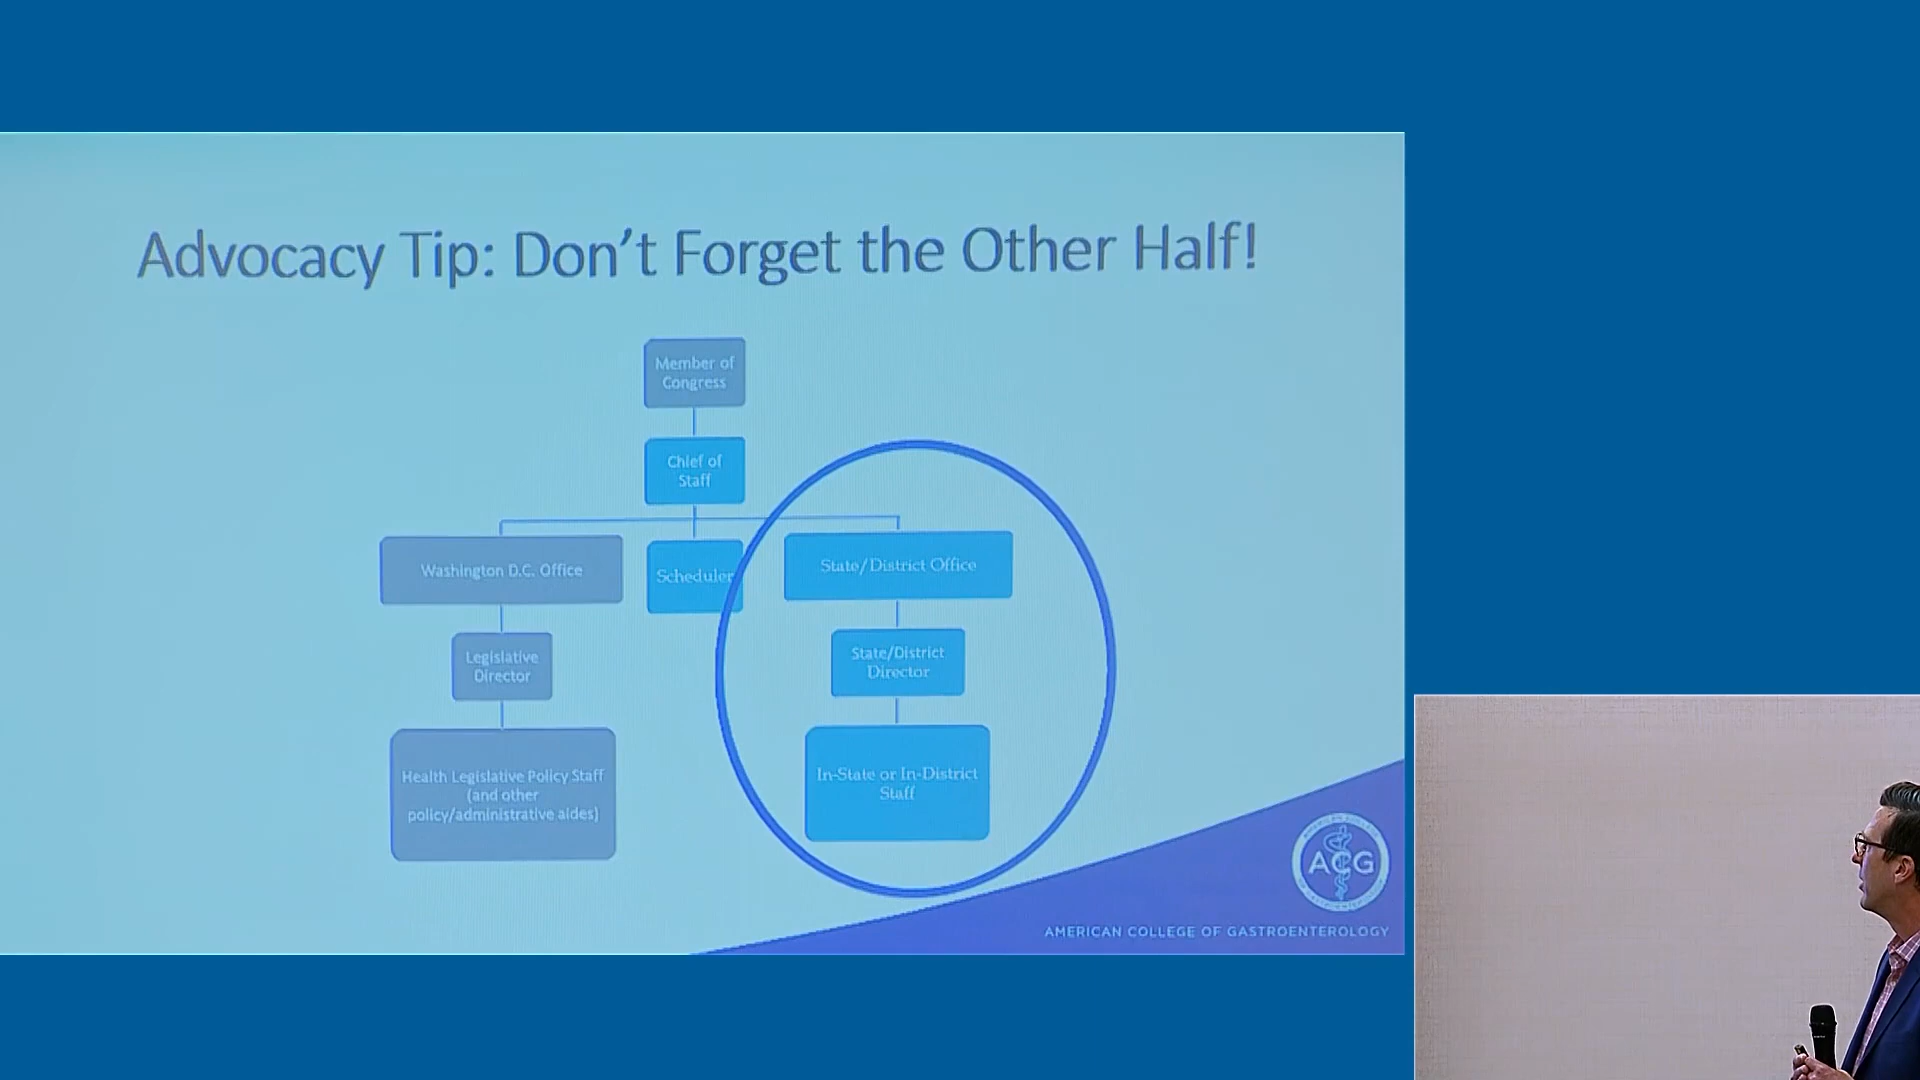 Advocacy Tip: Don't Forget the Other Half!
Member of
Congress
Chief of
Staff
Washington D.C. Office
Scheduler
State/District Office
Legislative
Director
State/District
Director
Health Legislative Policy Staff
(and other
policy/administrative aides)
In-State or In-District
Staff
ACG
AMERICAN COLLEGE OF GASTROENTEROLOGY